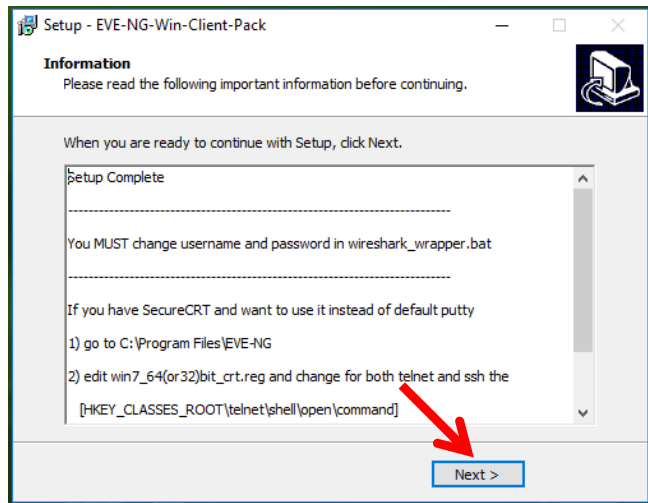 Setup - EVE-NG-Win-Client-Pack
Information
Please read the following important information before continuing.
When you are ready to continue with Setup, click Next.
Setup Complete
--------------------------------------------------------------------------
You MUST change username and password in wireshark_wrapper.bat
--------------------------------------------------------------------------
If you have SecureCRT and want to use it instead of default putty
1) go to C:\Program Files\EVE-NG
2) edit win7_64(or32)bit_crt.reg and change for both telnet and ssh the
[HKEY_CLASSES_ROOT\telnet\shell\open\command]
Next >